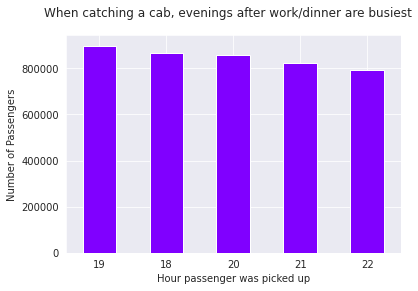 When catching a cab, evenings after work/dinner are busiest
800000
600000
400000
200000
0
Number of Passengers
19 18 20 21 22
Hour passenger was picked up